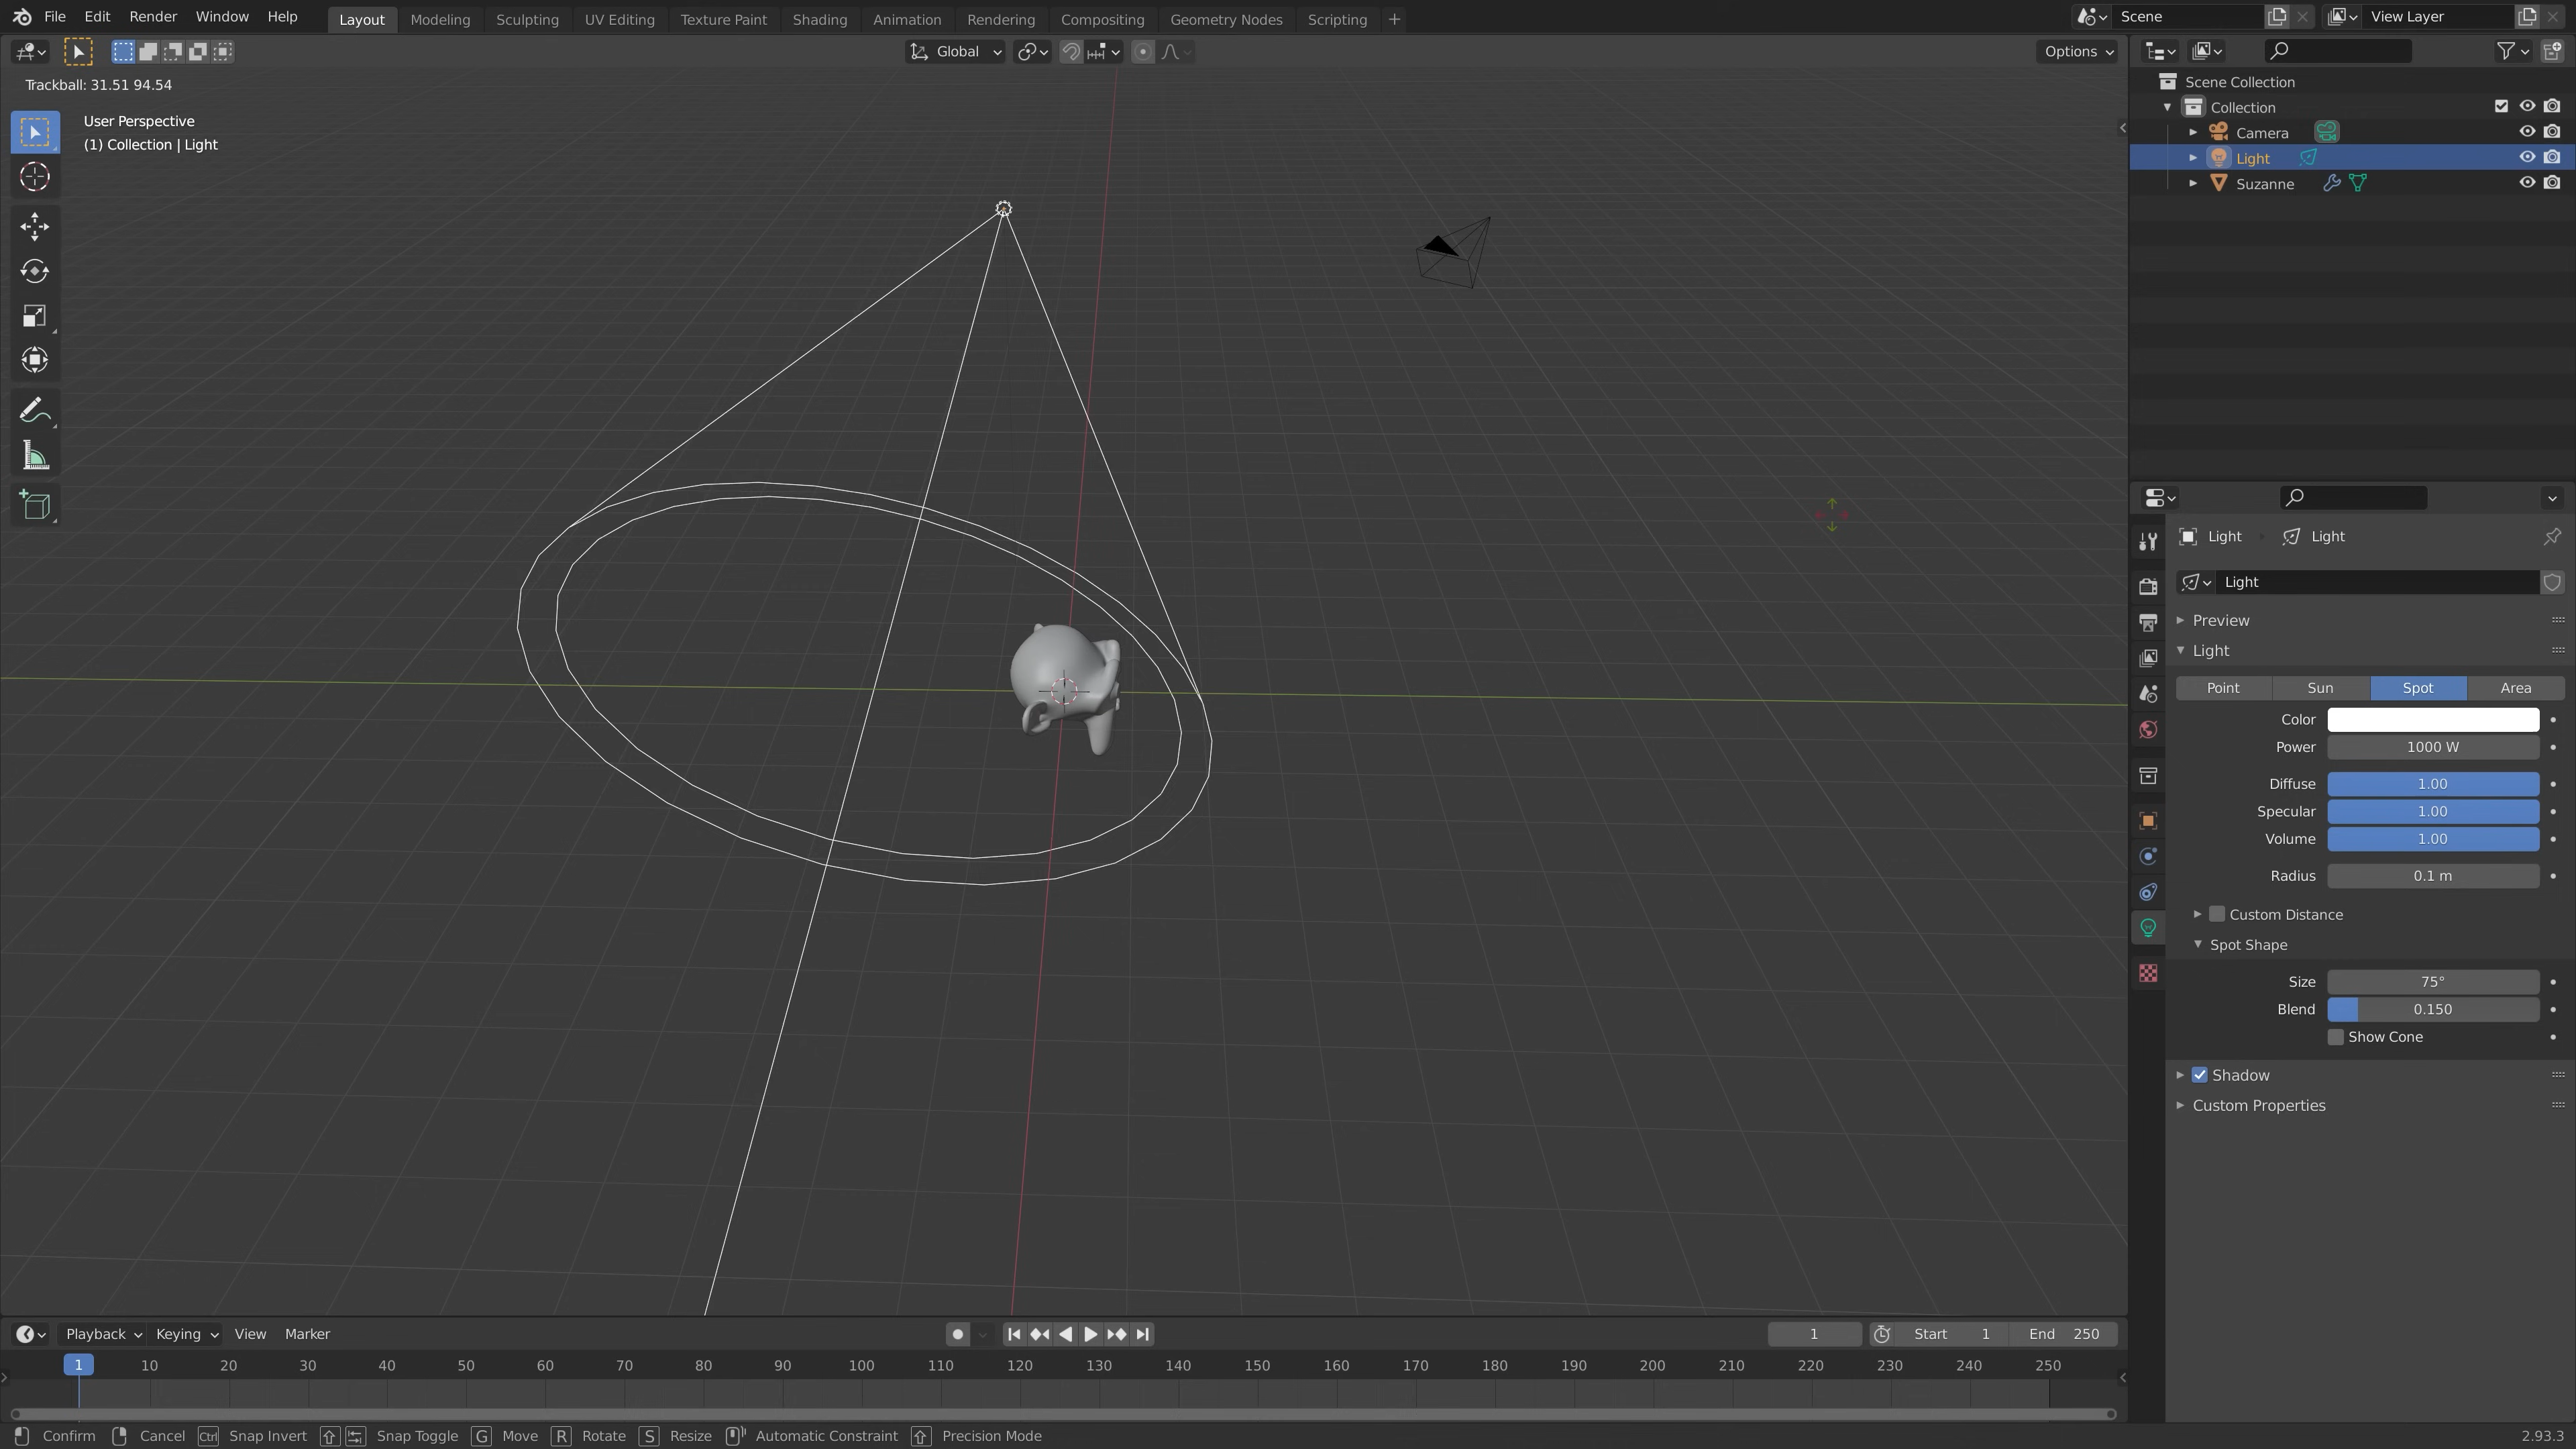 File Edit Render Window Help Layout Modeling Sculpting UV Editing Texture Paint Shading Animation Rendering Compositing Geometry Nodes Scripting + Scene View Layer
Global Options
Trackball: 31.51 94.54
User Perspective
(1) Collection | Light
Scene Collection
Collection
Camera
Light
Suzanne
Light Light
Light
Preview
Light
Point Sun Spot Area
Color
Power 1000 W
Diffuse 1.00
Specular 1.00
Volume 1.00
Radius 0.1 m
Custom Distance
Spot Shape
Size 75°
Blend 0.150
Show Cone
Shadow
Custom Properties
Playback Keying View Marker 1 Start 1 End 250
1 10 20 30 40 50 60 70 80 90 100 110 120 130 140 150 160 170 180 190 200 210 220 230 240 250
Confirm Cancel Ctrl Snap Invert Snap Toggle G Move R Rotate S Resize Automatic Constraint Precision Mode 2.93.3